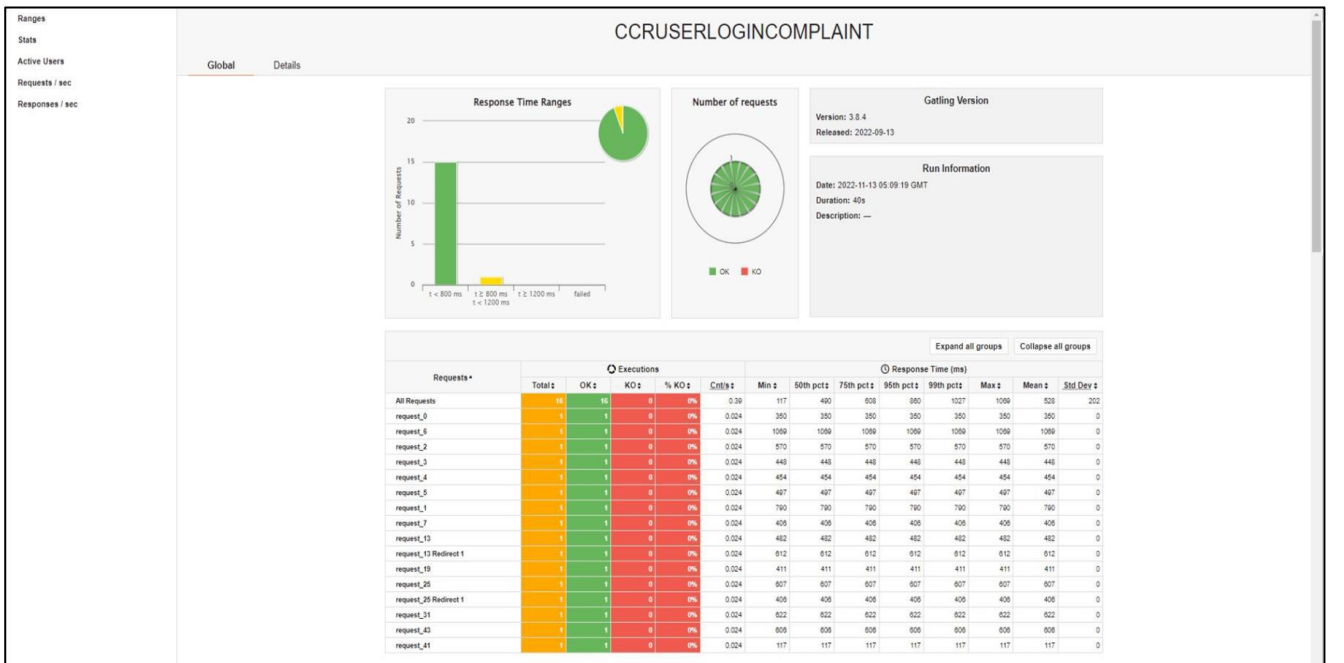 Ranges
Stats
Active Users
Requests / sec
Responses / sec
CCRUSERLOGINCOMPLAINT
Global Details
Response Time Ranges
Number of Requests
20
15
10
5
0
t < 800 ms t ≥ 800 ms t < 1200 ms t ≥ 1200 ms failed
Number of requests
OK KO
Gatling Version
Version: 3.8.4
Released: 2022-09-13
Run Information
Date: 2022-11-13 05:09:19 GMT
Duration: 40s
Description: —
Expand all groups Collapse all groups
Requests Executions Response Time (ms)
Total OK KO % KO Cnt/s Min 50th pct 75th pct 95th pct 99th pct Max Mean Std Dev
All Requests 16 16 0 0% 0.39 117 490 608 860 1027 1069 528 202
request_0 1 1 0 0% 0.024 350 350 350 350 350 350 350 0
request_6 1 1 0 0% 0.024 1069 1069 1069 1069 1069 1069 1069 0
request_2 1 1 0 0% 0.024 570 570 570 570 570 570 570 0
request_3 1 1 0 0% 0.024 448 448 448 448 448 448 448 0
request_4 1 1 0 0% 0.024 454 454 454 454 454 454 454 0
request_5 1 1 0 0% 0.024 497 497 497 497 497 497 497 0
request_1 1 1 0 0% 0.024 790 790 790 790 790 790 790 0
request_7 1 1 0 0% 0.024 406 406 406 406 406 406 406 0
request_13 1 1 0 0% 0.024 482 482 482 482 482 482 482 0
request_13 Redirect 1 1 1 0 0% 0.024 612 612 612 612 612 612 612 0
request_19 1 1 0 0% 0.024 411 411 411 411 411 411 411 0
request_25 1 1 0 0% 0.024 607 607 607 607 607 607 607 0
request_25 Redirect 1 1 1 0 0% 0.024 406 406 406 406 406 406 406 0
request_31 1 1 0 0% 0.024 622 622 622 622 622 622 622 0
request_43 1 1 0 0% 0.024 606 606 606 606 606 606 606 0
request_41 1 1 0 0% 0.024 117 117 117 117 117 117 117 0